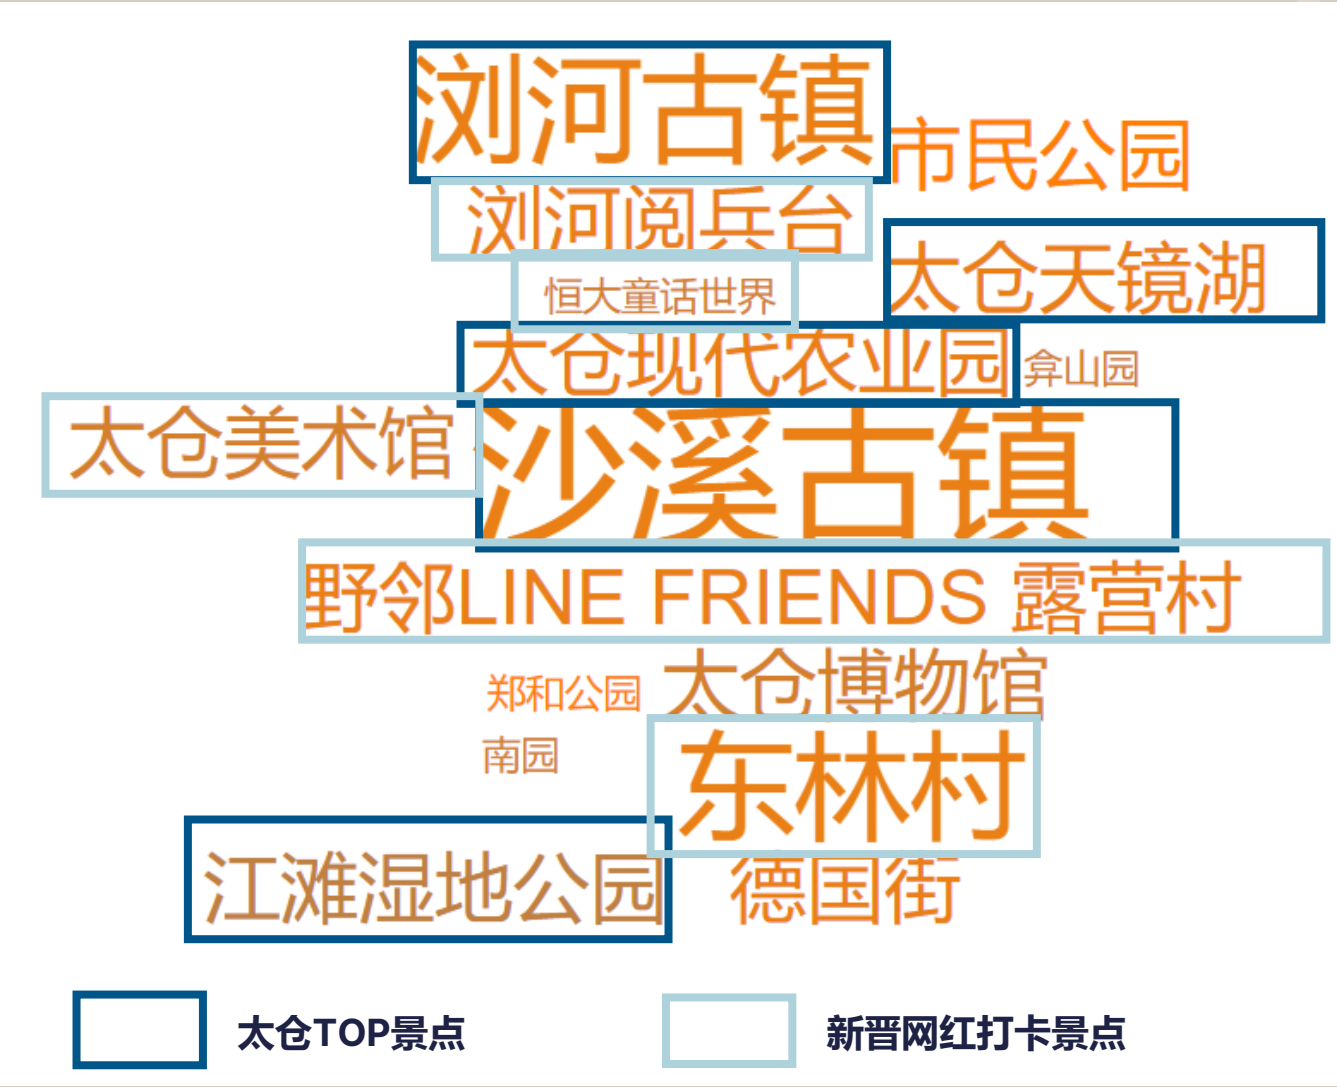 浏河古镇
市民公园
浏河阅兵台
太仓天镜湖
恒大童话世界
太仓现代农业园
弇山园
太仓美术馆
沙溪古镇
野邻LINE FRIENDS 露营村
郑和公园
太仓博物馆
南园
东林村
江滩湿地公园
德国街
太仓TOP景点
新晋网红打卡景点